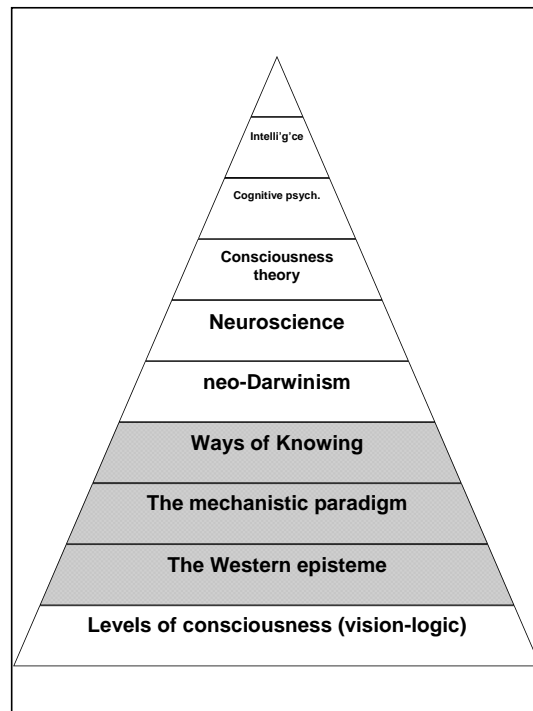 Intelli'g'ce
Cognitive psych.
Consciousness
theory
Neuroscience
neo-Darwinism
Ways of Knowing
The mechanistic paradigm
The Western episteme
Levels of consciousness (vision-logic)